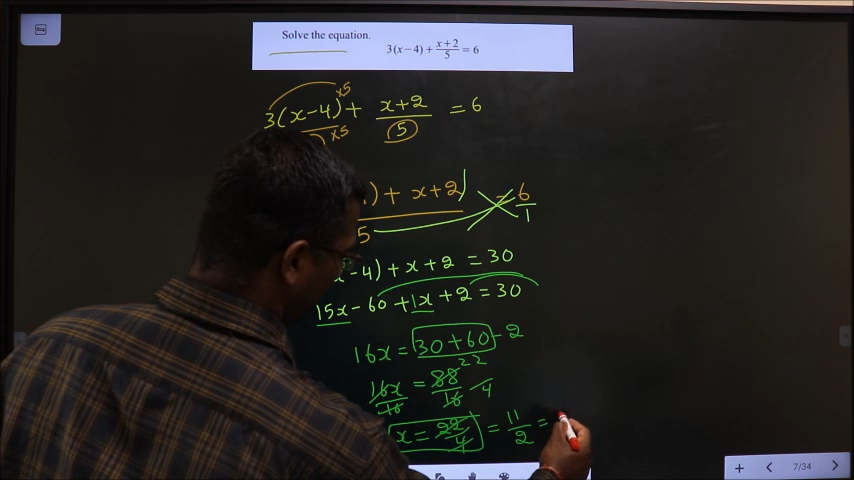 Solve the equation.
3(x−4) + x+2/5 = 6
3(x−4)×5/×5 + x+2/5 = 6
) + x+2/5 = 6/1
x−4) + x + 2 = 30
15x − 60 + 1x + 2 = 30
16x = 30 + 60 − 2
16x/16 = 88/16 22/4
x = 22/4 = 11/2 =
7/34